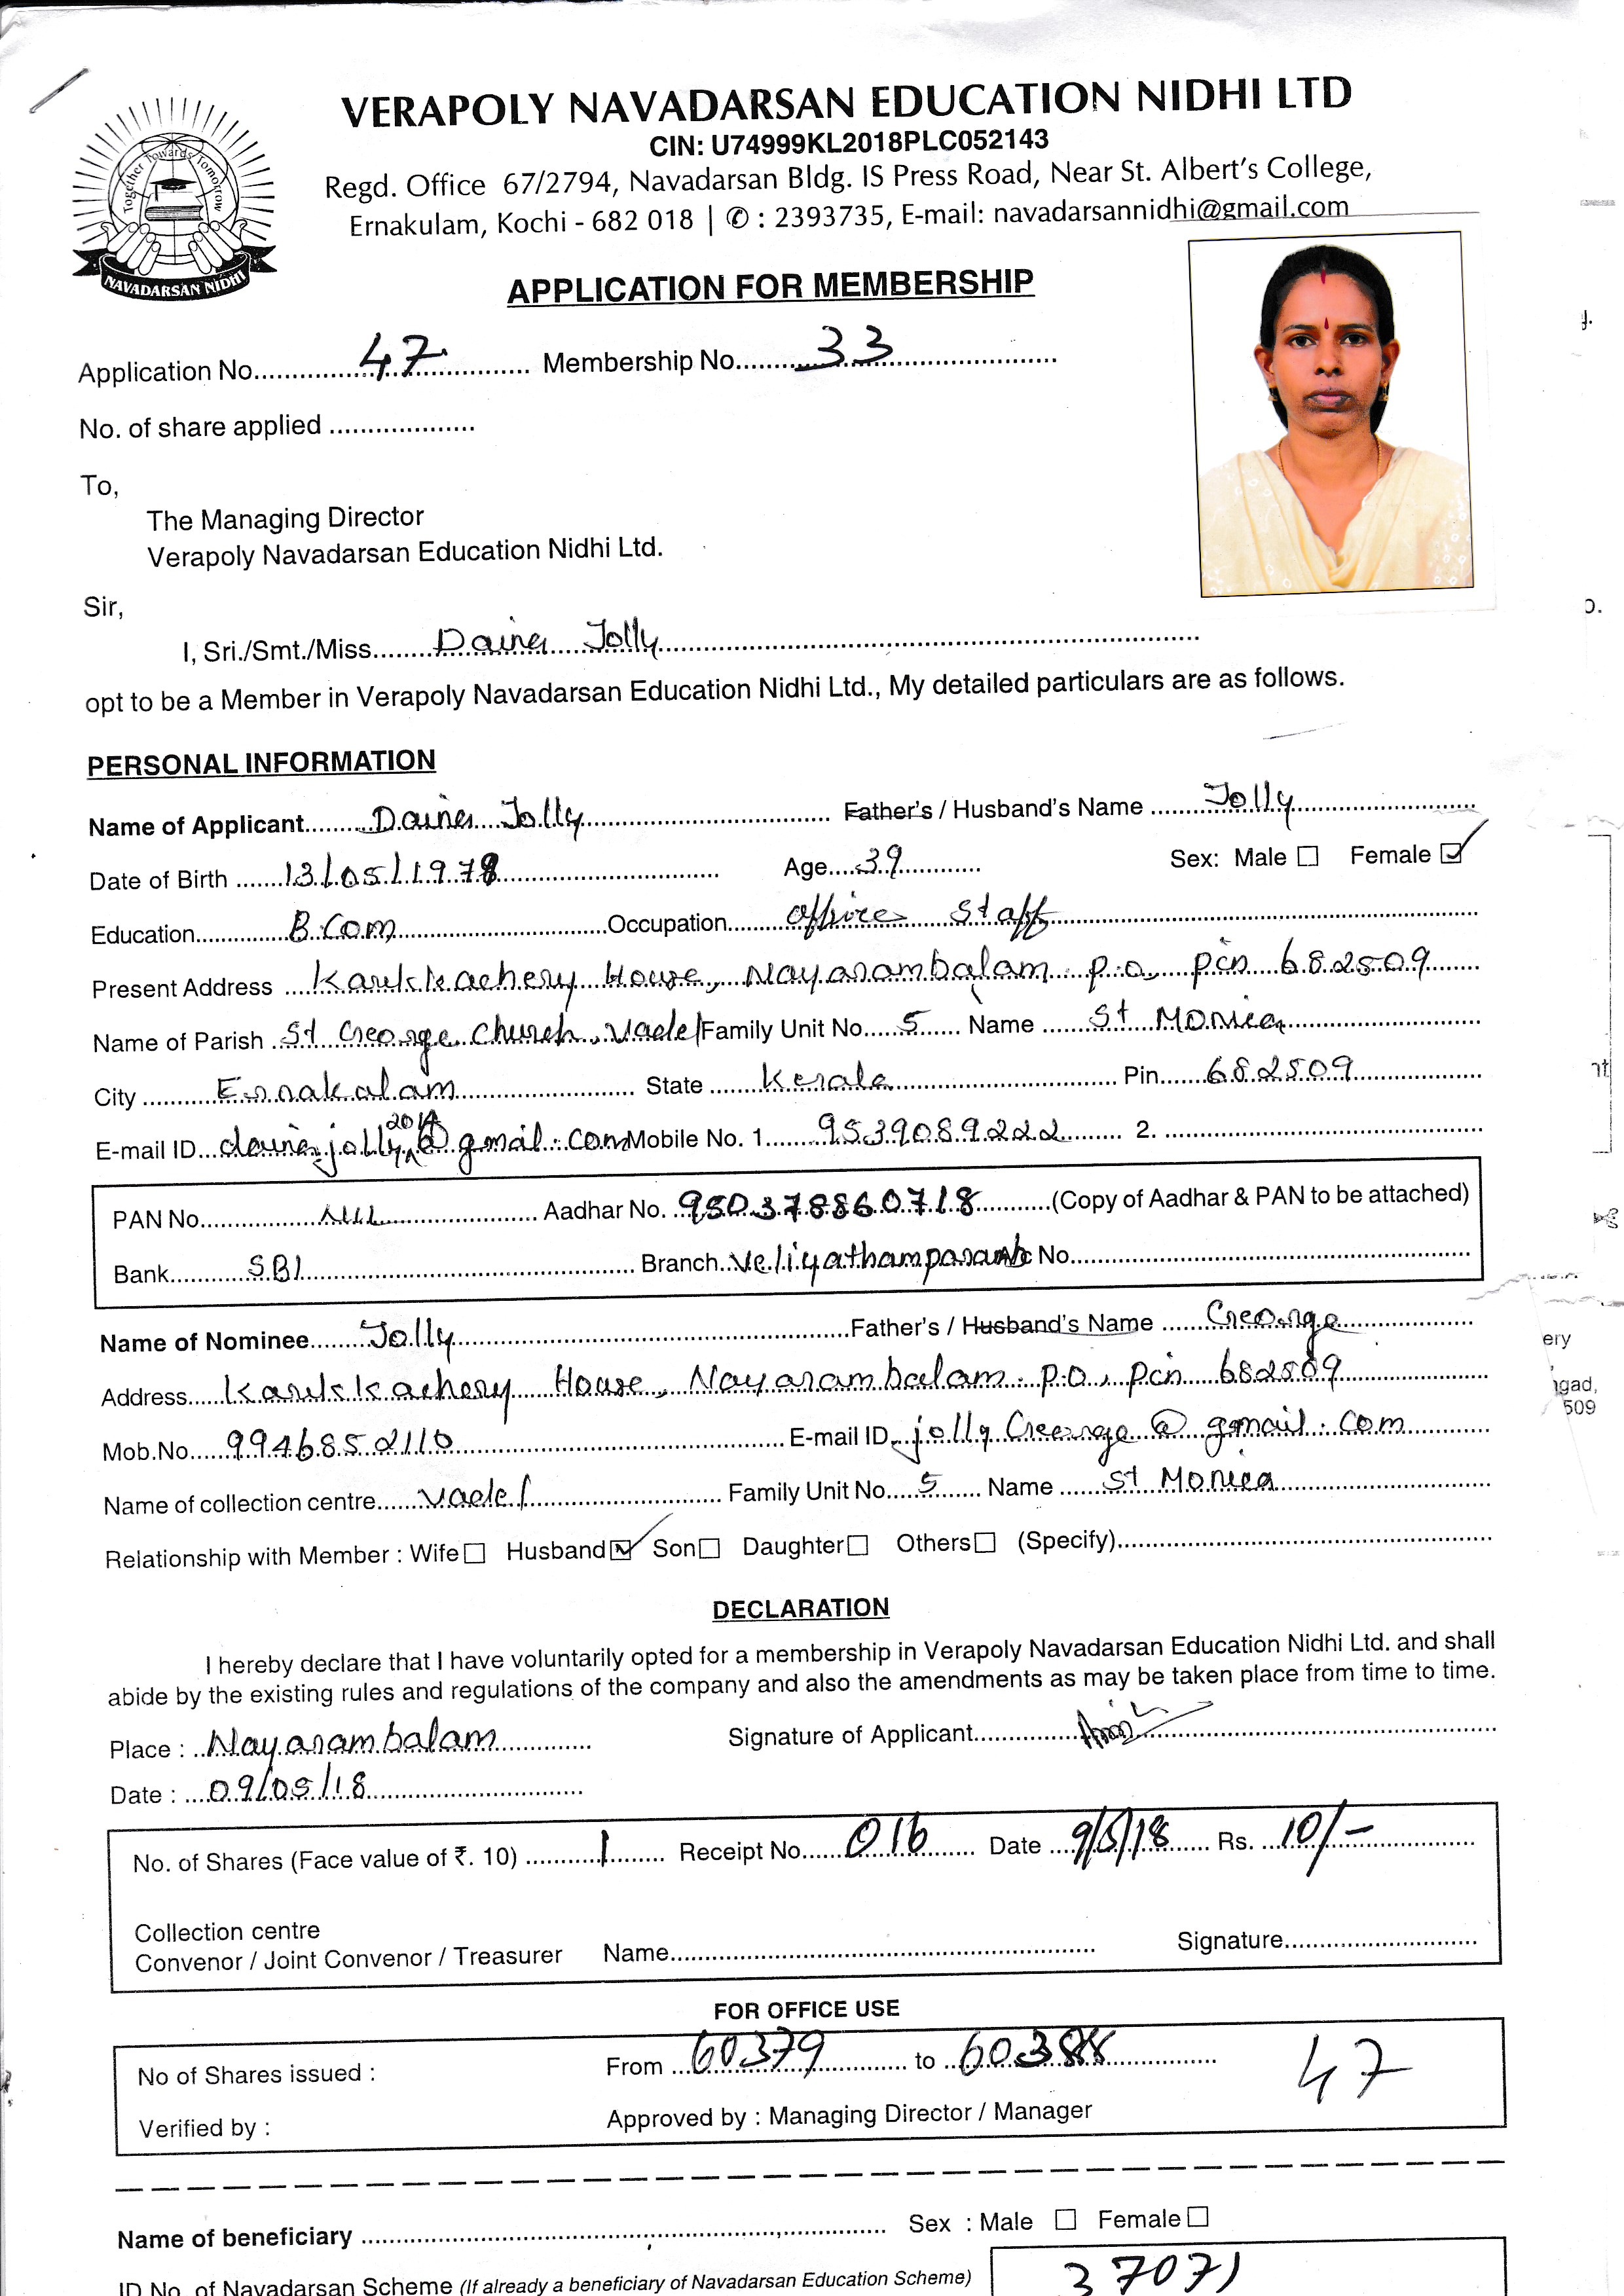 VERAPOLY NAVADARSAN EDUCATION NIDHI LTD
CIN: U74999KL2018PLC052143
Regd. Office 67/2794, Navadarsan Bldg. IS Press Road, Near St. Albert's College,
Ernakulam, Kochi - 682 018 | ✆ : 2393735, E-mail: navadarsannidhi@gmail.com
Together Towards Tomorrow
NAVADARSAN NIDHI
APPLICATION FOR MEMBERSHIP
Application No. 47 Membership No. 33
No. of share applied
To,
The Managing Director
Verapoly Navadarsan Education Nidhi Ltd.
Sir,
I, Sri./Smt./Miss. Daina Jolly
opt to be a Member in Verapoly Navadarsan Education Nidhi Ltd., My detailed particulars are as follows.
PERSONAL INFORMATION
Name of Applicant Daina Jolly Father's / Husband's Name Jolly
Date of Birth 13/05/1978 Age 39 Sex: Male ☐ Female ☑
Education B.Com Occupation office staff
Present Address Karukkachery House, Nayarambalam p.o, pin 682509
Name of Parish St George Church, Vadel Family Unit No. 5 Name St Monica
City Ernakalam State Kerala Pin 682509
E-mail ID dainajolly2014@gmail.com Mobile No. 1. 9539089222 2.
PAN No. NIL Aadhar No. 950378860718 (Copy of Aadhar & PAN to be attached)
Bank SBI Branch Veliyathamparamb A/c No.
Name of Nominee Jolly Father's / Husband's Name George
Address Karukkachery House, Nayarambalam. p.o, pin 682509
Mob.No. 9946852110 E-mail ID jolly George@gmail.com
Name of collection centre Vadel Family Unit No. 5 Name St Monica
Relationship with Member : Wife ☐ Husband ☑ Son ☐ Daughter ☐ Others ☐ (Specify)
DECLARATION
I hereby declare that I have voluntarily opted for a membership in Verapoly Navadarsan Education Nidhi Ltd. and shall
abide by the existing rules and regulations of the company and also the amendments as may be taken place from time to time.
Place : Nayarambalam Signature of Applicant
Date : 09/05/18
No. of Shares (Face value of ₹. 10) 1 Receipt No. 016 Date 9/5/18 Rs. 10/-
Collection centre
Convenor / Joint Convenor / Treasurer Name Signature
FOR OFFICE USE
No of Shares issued : From 60379 to 60388 47
Verified by : Approved by : Managing Director / Manager
Name of beneficiary Sex : Male ☐ Female ☐
ID No. of Navadarsan Scheme (If already a beneficiary of Navadarsan Education Scheme) 37071
ery
gad,
509